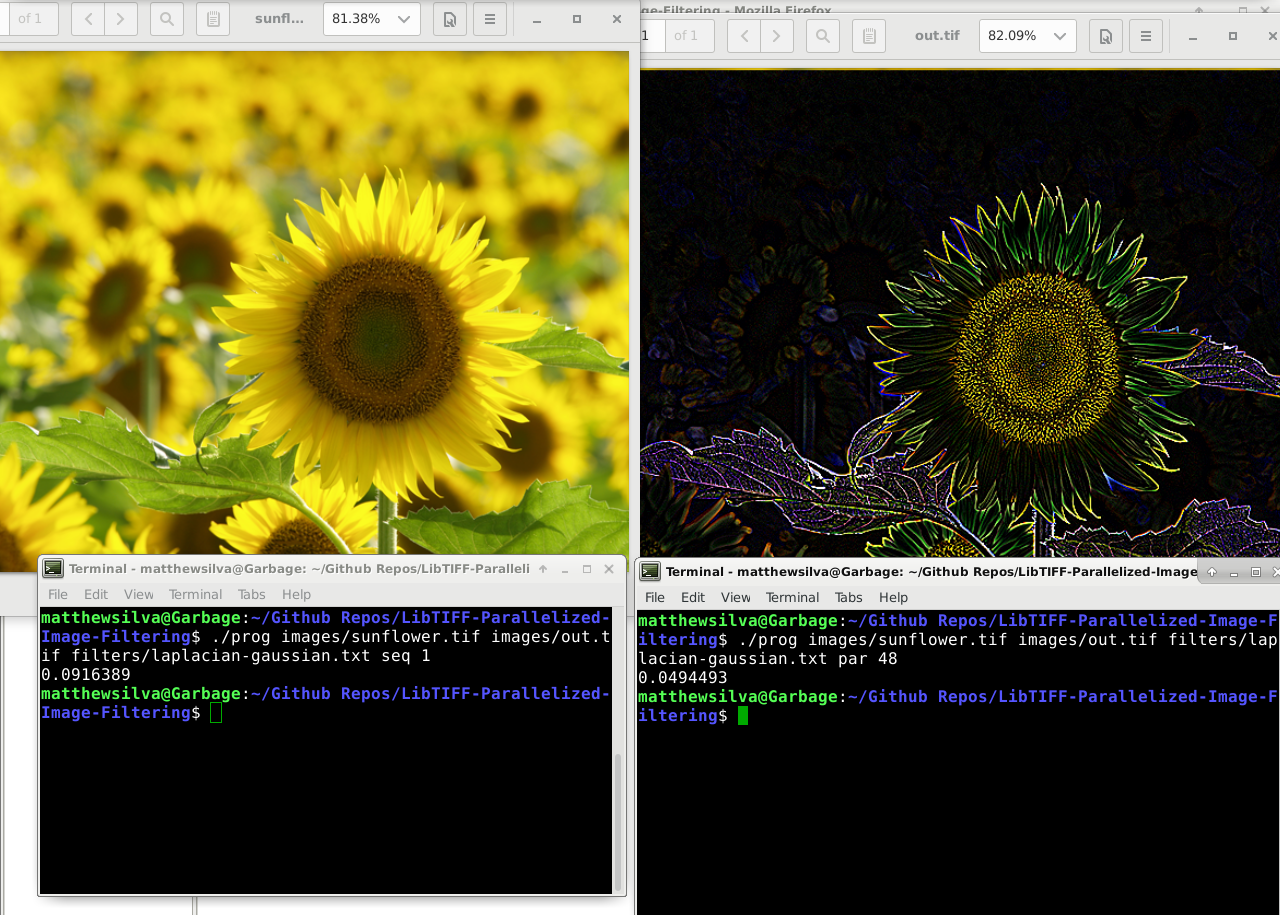 of 1
sunfl...
81.38%
ge-Filtering - Mozilla Firefox
1
of 1
out.tif
82.09%
Terminal - matthewsilva@Garbage: ~/Github Repos/LibTIFF-Paralleli
File Edit View Terminal Tabs Help
matthewsilva@Garbage:~/Github Repos/LibTIFF-Parallelized-
Image-Filtering$ ./prog images/sunflower.tif images/out.t
if filters/laplacian-gaussian.txt seq 1
0.0916389
matthewsilva@Garbage:~/Github Repos/LibTIFF-Parallelized-
Image-Filtering$
Terminal - matthewsilva@Garbage: ~/Github Repos/LibTIFF-Parallelized-Image
File Edit View Terminal Tabs Help
matthewsilva@Garbage:~/Github Repos/LibTIFF-Parallelized-Image-F
iltering$ ./prog images/sunflower.tif images/out.tif filters/lap
lacian-gaussian.txt par 48
0.0494493
matthewsilva@Garbage:~/Github Repos/LibTIFF-Parallelized-Image-F
iltering$